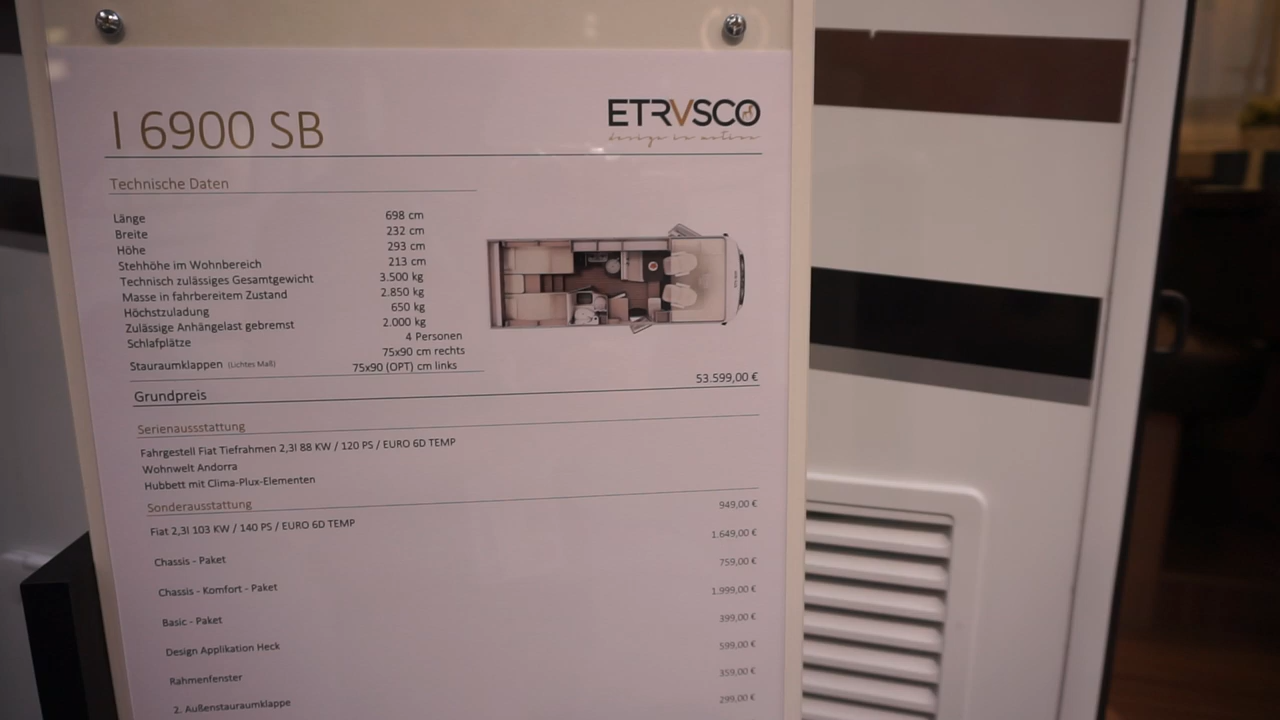 I 6900 SB
ETRVSCO
design in motion
Technische Daten
Länge 698 cm
Breite 232 cm
Höhe 293 cm
Stehhöhe im Wohnbereich 213 cm
Technisch zulässiges Gesamtgewicht 3.500 kg
Masse in fahrbereitem Zustand 2.850 kg
Höchstzuladung 650 kg
Zulässige Anhängelast gebremst 2.000 kg
Schlafplätze 4 Personen
Stauraumklappen (Lichtes Maß) 75x90 cm rechts
75x90 (OPT) cm links
Grundpreis 53.599,00 €
Serienaussstattung
Fahrgestell Fiat Tiefrahmen 2,3l 88 KW / 120 PS / EURO 6D TEMP
Wohnwelt Andorra
Hubbett mit Clima-Plux-Elementen
Sonderausstattung
Fiat 2,3l 103 KW / 140 PS / EURO 6D TEMP 949,00 €
Chassis - Paket 1.649,00 €
Chassis - Komfort - Paket 759,00 €
Basic - Paket 1.999,00 €
Design Applikation Heck 399,00 €
Rahmenfenster 599,00 €
2. Außenstauraumklappe 359,00 €
299,00 €